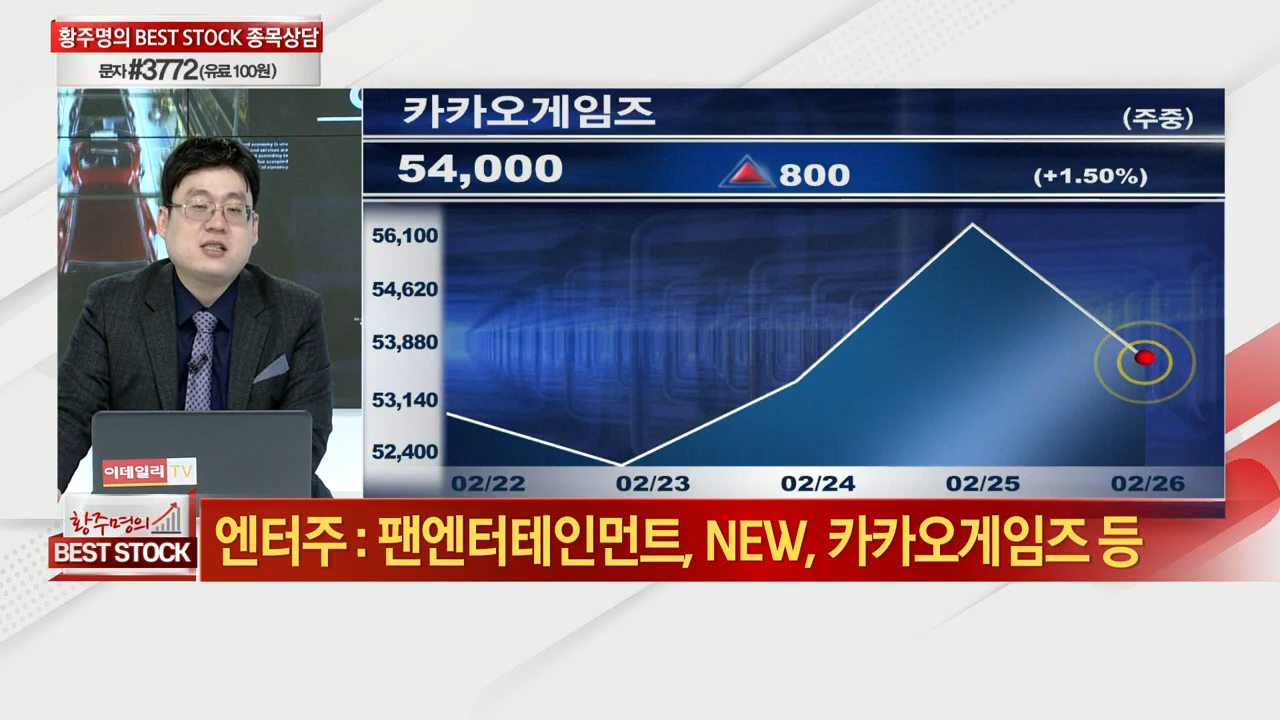 황주명의 BEST STOCK 종목상담
문자 #3772 (유료 100원)
카카오게임즈
(주중)
54,000
800
(+1.50%)
56,100
54,620
53,880
53,140
52,400
02/22
02/23
02/24
02/25
02/26
이데일리 TV
황주명의
BEST STOCK
엔터주 : 팬엔터테인먼트, NEW, 카카오게임즈 등